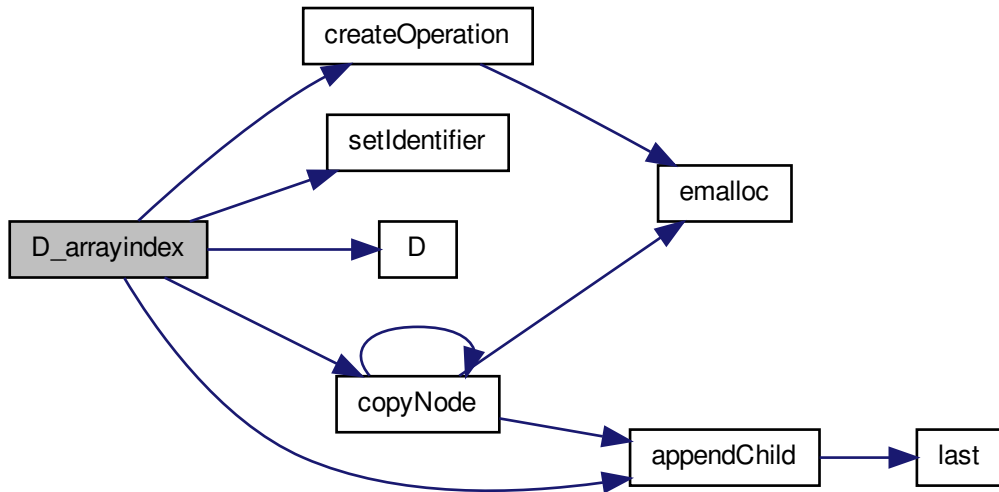 createOperation
setIdentifier
emalloc
D_arrayindex
D
copyNode
appendChild
last